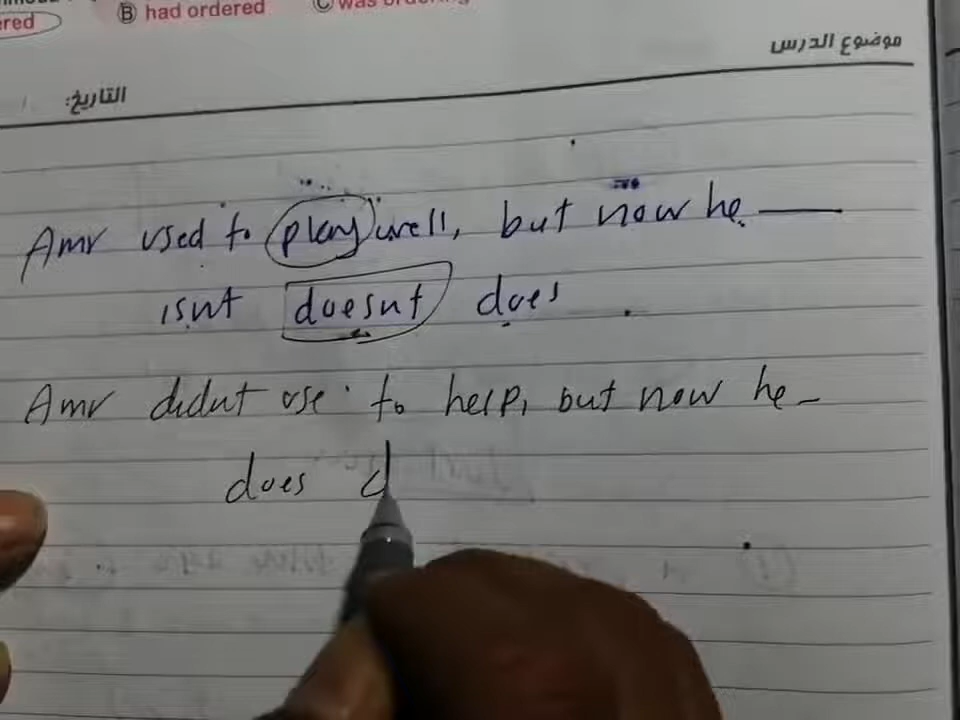 ered Ⓑ had ordered Ⓒ was
موضوع الدرس
التاريخ:
Amr used to play well, but now he ——
isnt doesnt does
Amr didnt use to help, but now he –
does d